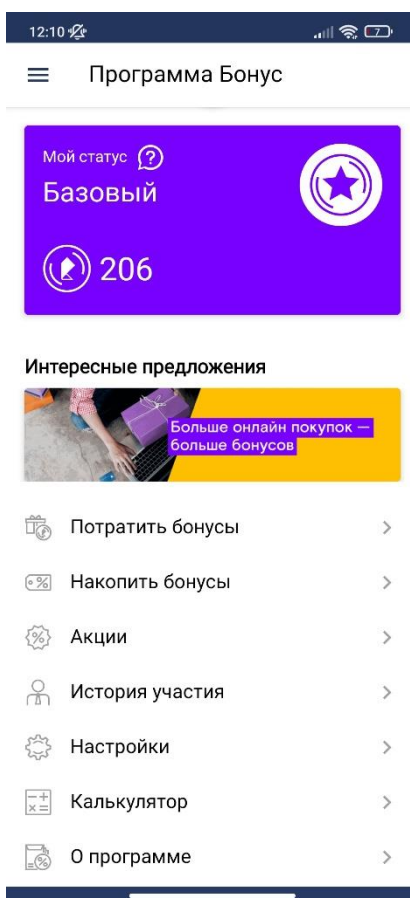 12:10
7
Программа Бонус
Мой статус ?
Базовый
206
Интересные предложения
Больше онлайн покупок —
больше бонусов
Потратить бонусы
Накопить бонусы
Акции
История участия
Настройки
Калькулятор
О программе